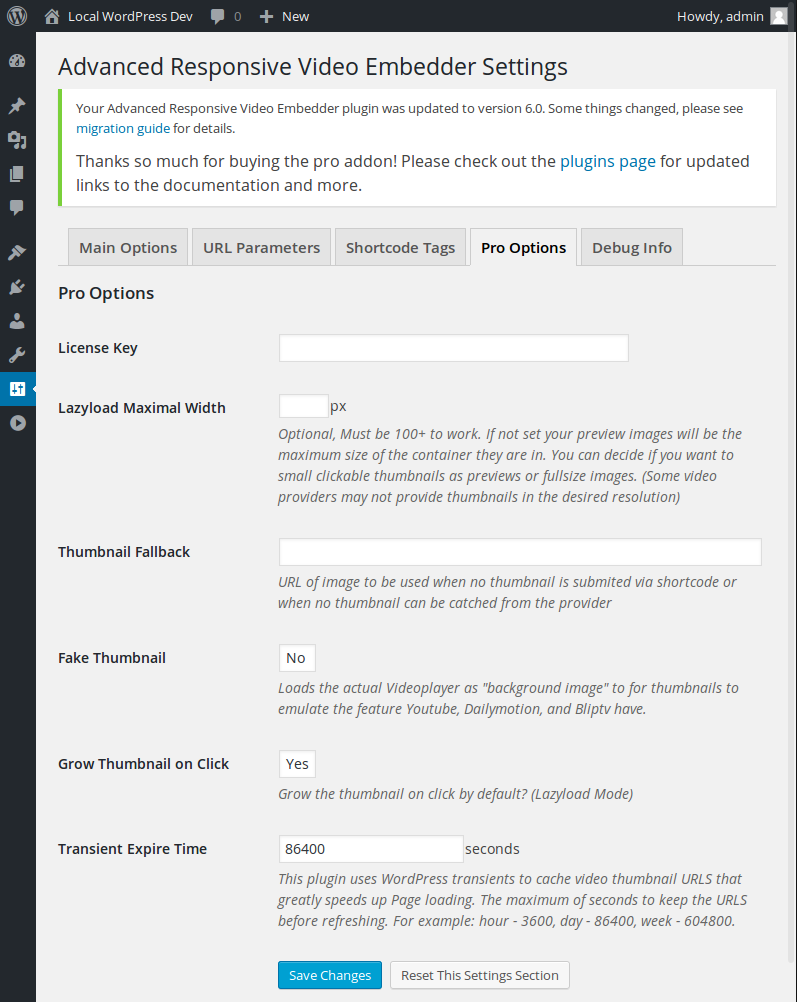 Local WordPress Dev 0 New Howdy, admin
Advanced Responsive Video Embedder Settings
Your Advanced Responsive Video Embedder plugin was updated to version 6.0. Some things changed, please see
migration guide for details.
Thanks so much for buying the pro addon! Please check out the plugins page for updated
links to the documentation and more.
Main Options URL Parameters Shortcode Tags Pro Options Debug Info
Pro Options
License Key
Lazyload Maximal Width px
Optional, Must be 100+ to work. If not set your preview images will be the
maximum size of the container they are in. You can decide if you want to
small clickable thumbnails as previews or fullsize images. (Some video
providers may not provide thumbnails in the desired resolution)
Thumbnail Fallback
URL of image to be used when no thumbnail is submited via shortcode or
when no thumbnail can be catched from the provider
Fake Thumbnail No
Loads the actual Videoplayer as "background image" to for thumbnails to
emulate the feature Youtube, Dailymotion, and Bliptv have.
Grow Thumbnail on Click Yes
Grow the thumbnail on click by default? (Lazyload Mode)
Transient Expire Time 86400 seconds
This plugin uses WordPress transients to cache video thumbnail URLS that
greatly speeds up Page loading. The maximum of seconds to keep the URLS
before refreshing. For example: hour - 3600, day - 86400, week - 604800.
Save Changes Reset This Settings Section